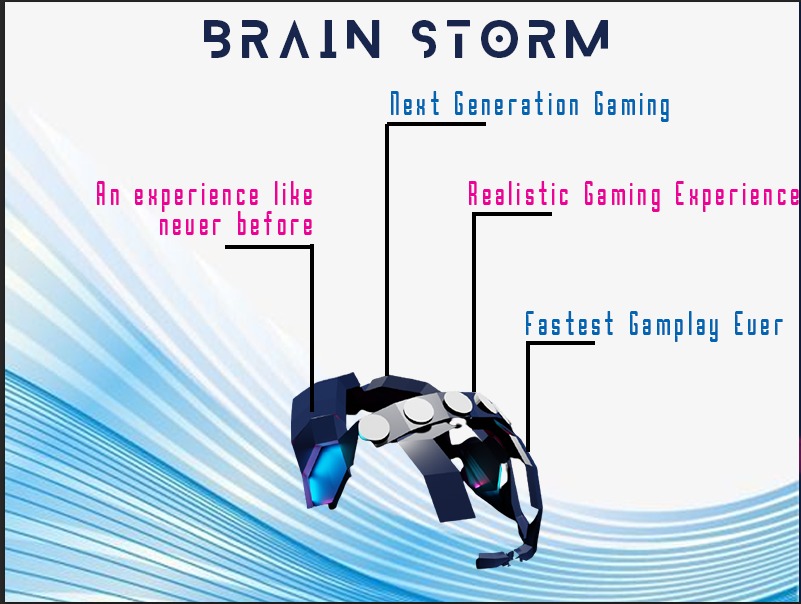 BRAIN STORM
Next Generation Gaming
An experience like
never before
Realistic Gaming Experience
Fastest Gamplay Ever